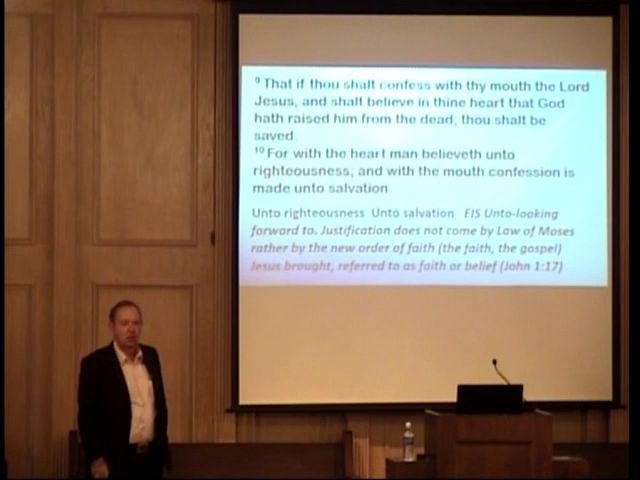 ⁹ That if thou shalt confess with thy mouth the Lord
Jesus, and shalt believe in thine heart that God
hath raised him from the dead, thou shalt be
saved.
¹⁰ For with the heart man believeth unto
righteousness; and with the mouth confession is
made unto salvation.
Unto righteousness Unto salvation EIS Unto-looking
forward to. Justification does not come by Law of Moses
rather by the new order of faith (the faith, the gospel)
Jesus brought, referred to as faith or belief (John 1:17)